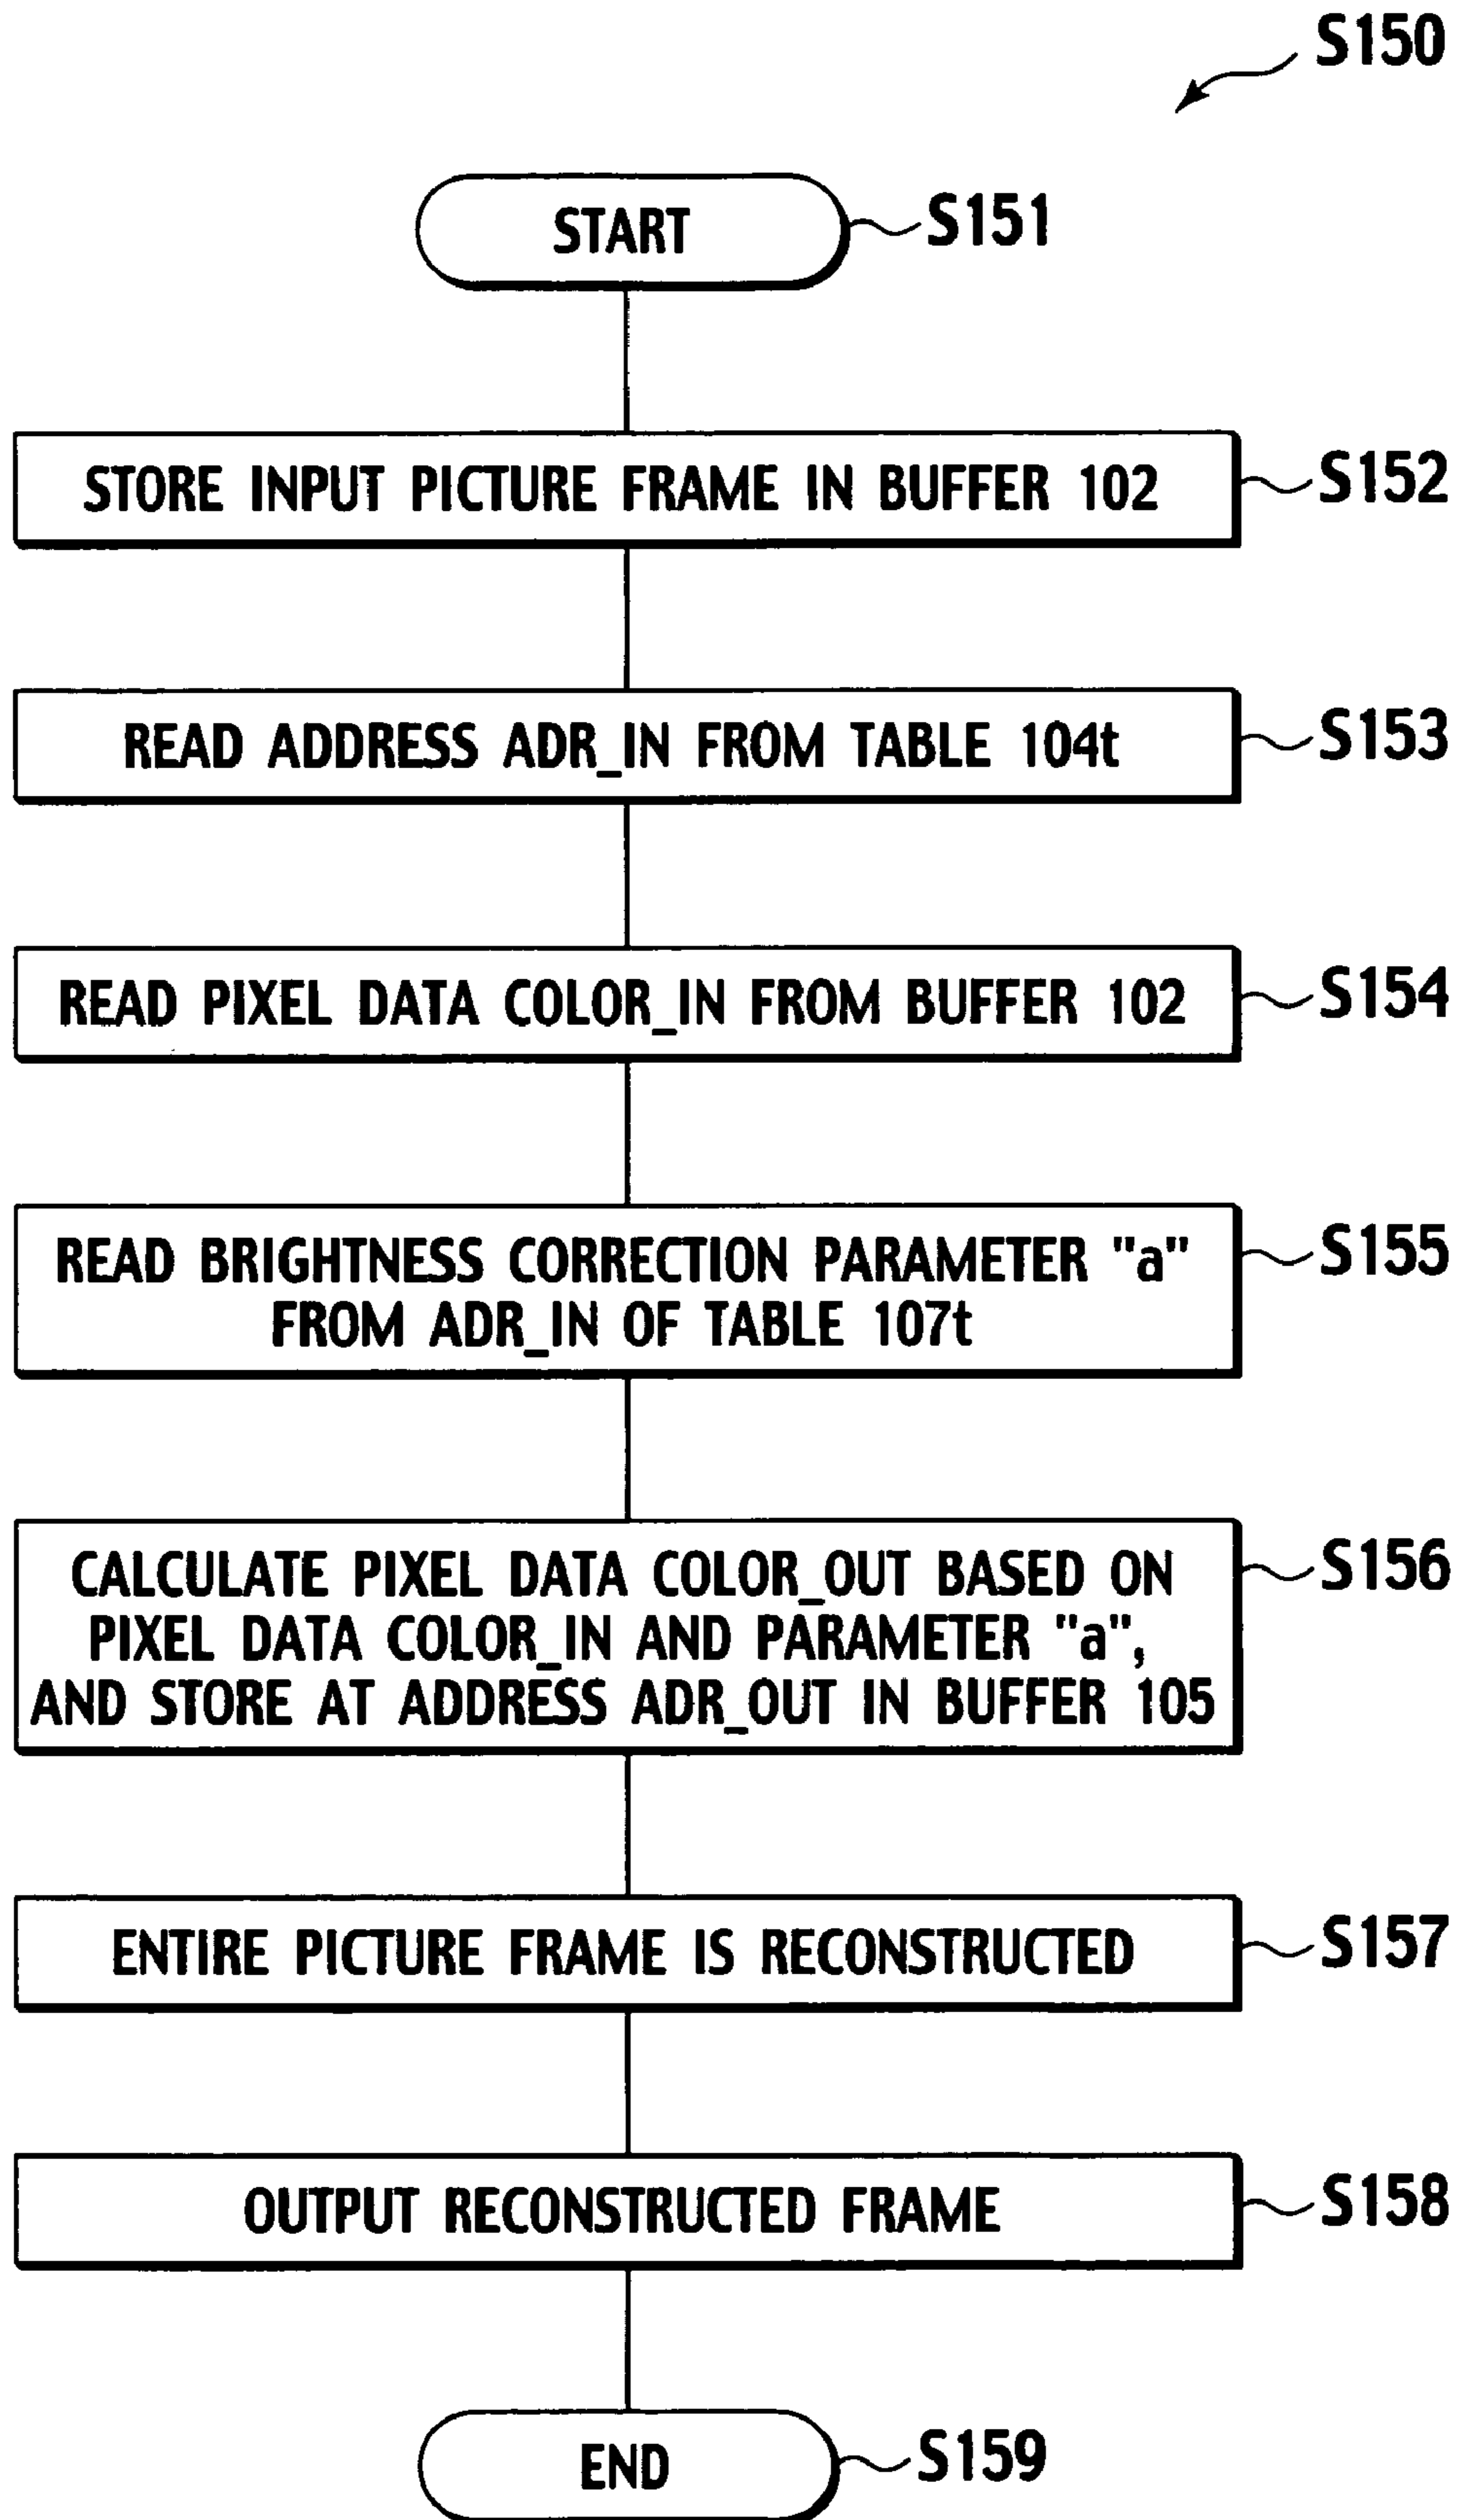 S150
START
S151
STORE INPUT PICTURE FRAME IN BUFFER 102
S152
READ ADDRESS ADR_IN FROM TABLE 104t
S153
READ PIXEL DATA COLOR_IN FROM BUFFER 102
S154
READ BRIGHTNESS CORRECTION PARAMETER "a"
FROM ADR_IN OF TABLE 107t
S155
CALCULATE PIXEL DATA COLOR_OUT BASED ON
PIXEL DATA COLOR_IN AND PARAMETER "a",
AND STORE AT ADDRESS ADR_OUT IN BUFFER 105
S156
ENTIRE PICTURE FRAME IS RECONSTRUCTED
S157
OUTPUT RECONSTRUCTED FRAME
S158
END
S159